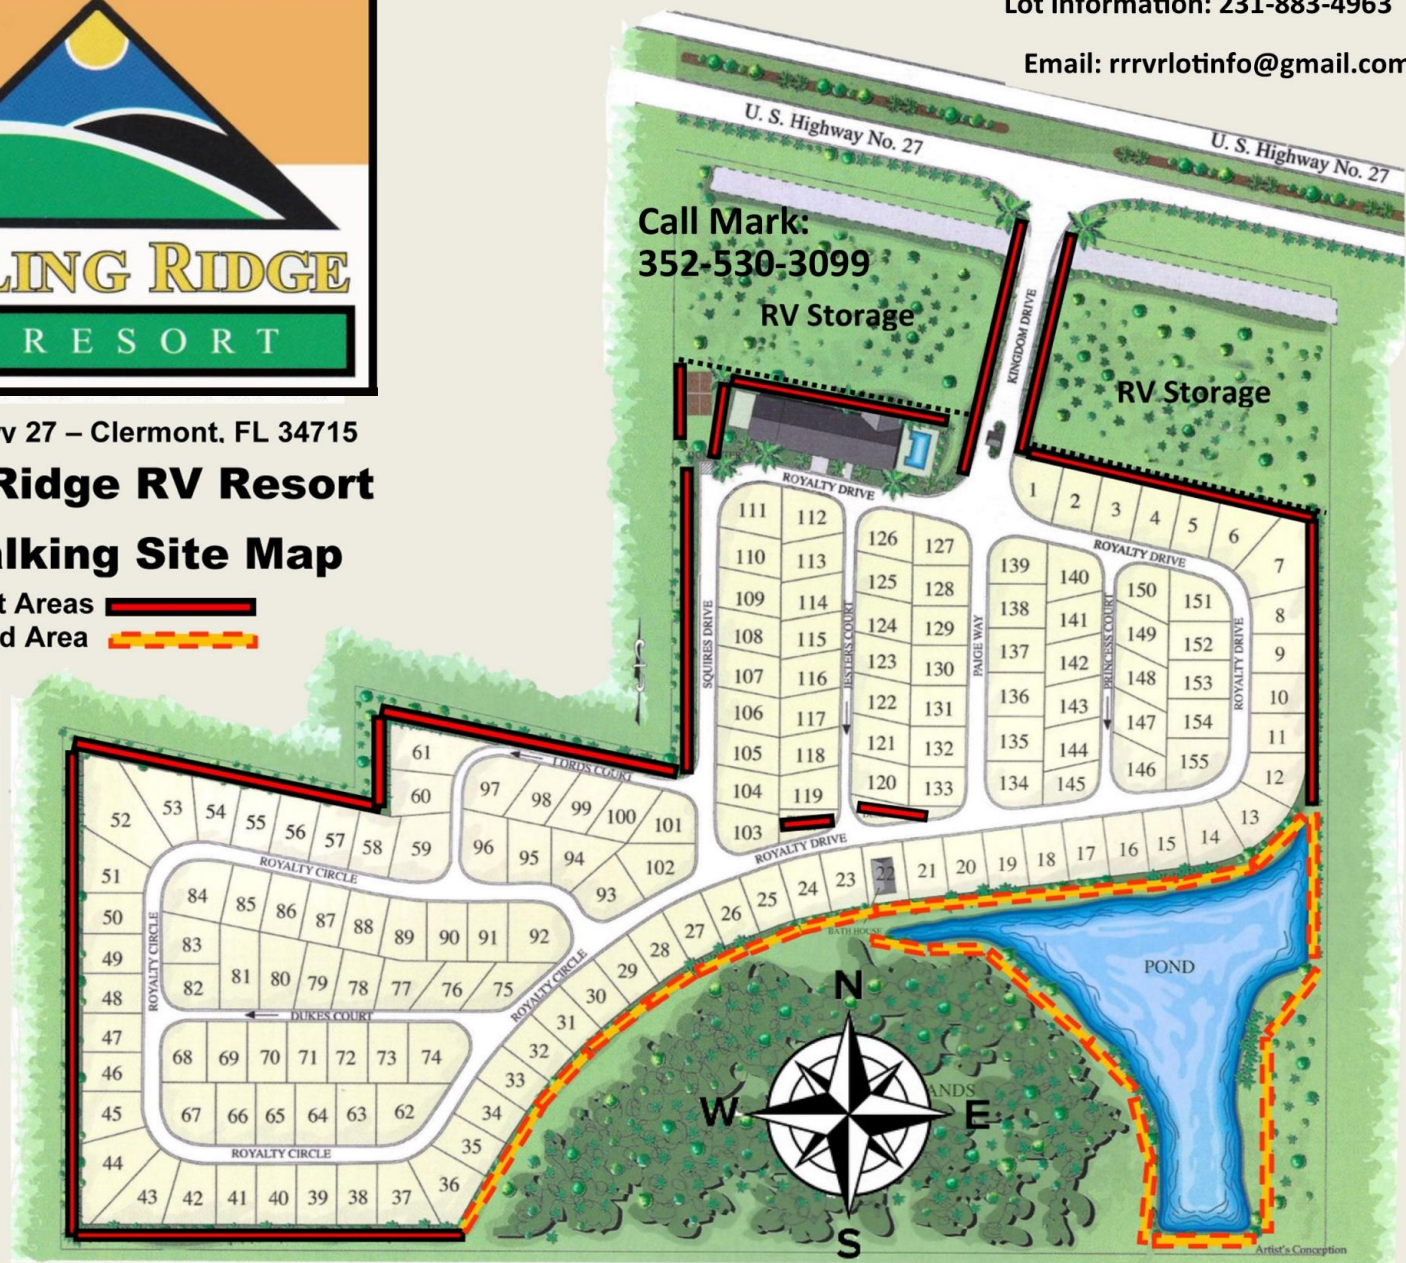 Lot Information: 231-883-4963
Email: rrrvrlotinfo@gmail.com
LING RIDGE
RESORT
27 – Clermont, FL 34715
Ridge RV Resort
alking Site Map
t Areas
d Area
U. S. Highway No. 27
U. S. Highway No. 27
Call Mark:
352-530-3099
RV Storage
RV Storage
KINGDOM DRIVE
ROYALTY DRIVE
ROYALTY DRIVE
ROYALTY DRIVE
SQUIRES DRIVE
JESTERS COURT
PAIGE WAY
PRINCESS COURT
1 2 3 4 5 6
7
8
9
10
11
12
13
111 112
110 113
109 114
108 115
107 116
106 117
105 118
104 119
103
126 127
125 128
124 129
123 130
122 131
121 132
120 133
139 140
138 141
137 142
136 143
135 144
134 145
150 151
149 152
148 153
147 154
146 155
ROYALTY DRIVE
23 22 21 20 19 18 17 16 15 14
24
25
26
27
28
29
30
31
32
33
34
35
36
LORDS COURT
61
60
97 98 99 100 101
96 95 94 93 102
52 53 54 55 56 57 58 59
51
50
49
48
47
46
45
44
43 42 41 40 39 38 37
ROYALTY CIRCLE
ROYALTY CIRCLE
ROYALTY CIRCLE
84 85 86 87 88 89 90 91 92
83
82 81 80 79 78 77 76 75
DUKES COURT
68 69 70 71 72 73 74
67 66 65 64 63 62
ROYALTY CIRCLE
BATH HOUSE
POND
ANDS
N
W E
S
Artist's Conception